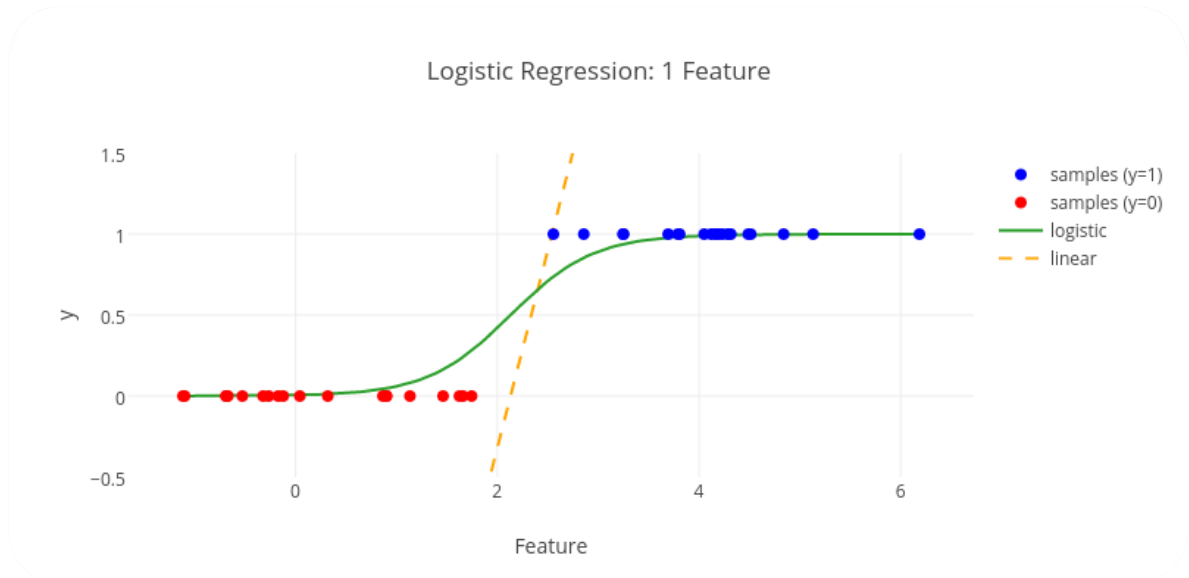 Logistic Regression: 1 Feature
1.5
1
0.5
0
−0.5
y
0
2
4
6
Feature
samples (y=1)
samples (y=0)
logistic
linear